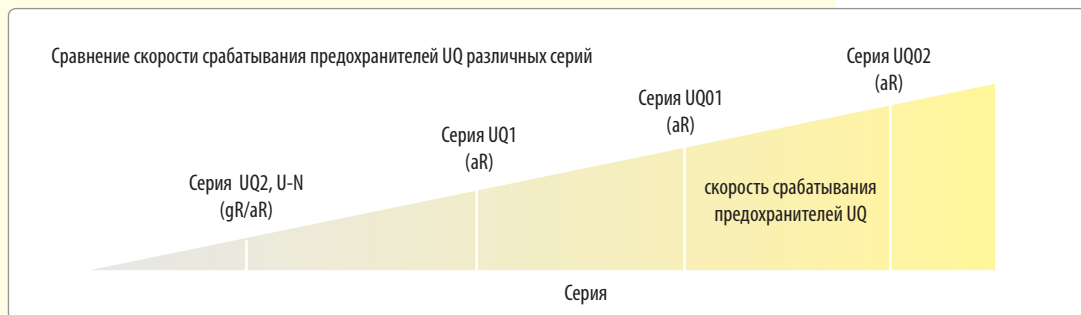 Сравнение скорости срабатывания предохранителей UQ различных серий
Серия UQ02
(aR)
Серия UQ01
(aR)
Серия UQ1
(aR)
Серия UQ2, U-N
(gR/aR)
скорость срабатывания
предохранителей UQ
Серия